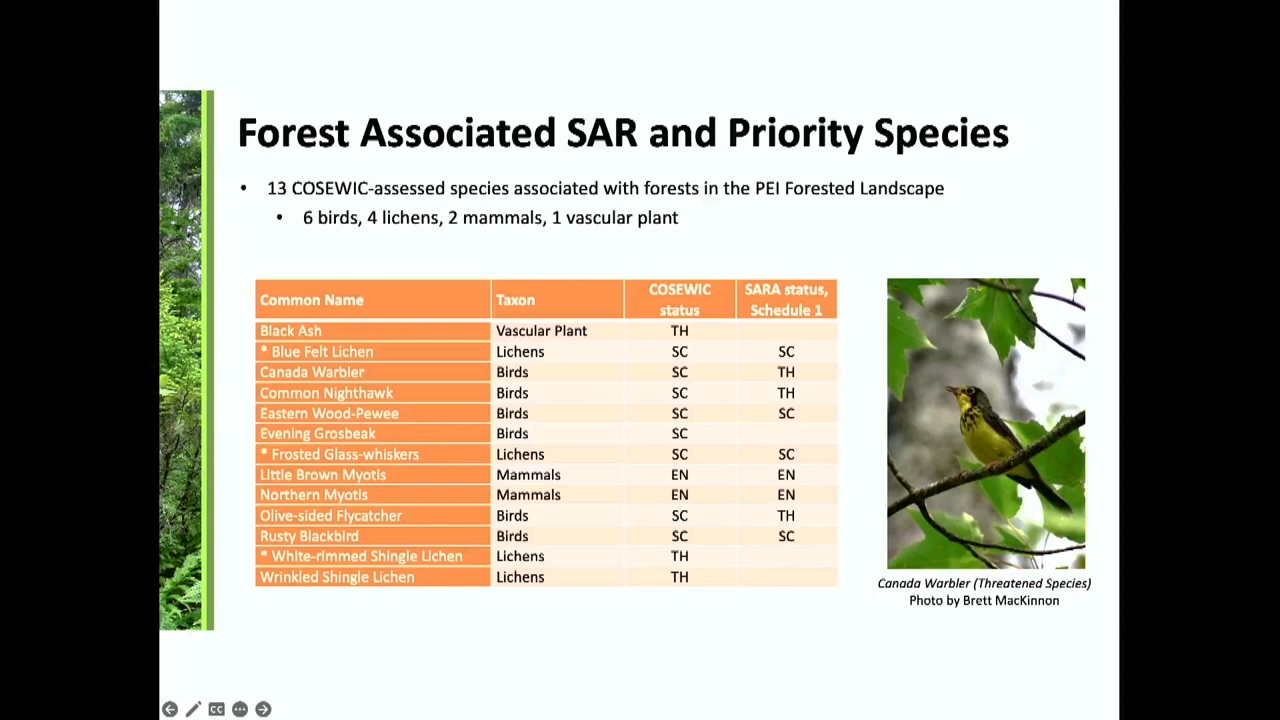 Forest Associated SAR and Priority Species
• 13 COSEWIC-assessed species associated with forests in the PEI Forested Landscape
• 6 birds, 4 lichens, 2 mammals, 1 vascular plant
Common Name Taxon COSEWIC status SARA status, Schedule 1
Black Ash Vascular Plant TH
* Blue Felt Lichen Lichens SC SC
Canada Warbler Birds SC TH
Common Nighthawk Birds SC TH
Eastern Wood-Pewee Birds SC SC
Evening Grosbeak Birds SC
* Frosted Glass-whiskers Lichens SC SC
Little Brown Myotis Mammals EN EN
Northern Myotis Mammals EN EN
Olive-sided Flycatcher Birds SC TH
Rusty Blackbird Birds SC SC
* White-rimmed Shingle Lichen Lichens TH
Wrinkled Shingle Lichen Lichens TH
Canada Warbler (Threatened Species)
Photo by Brett MacKinnon
CC